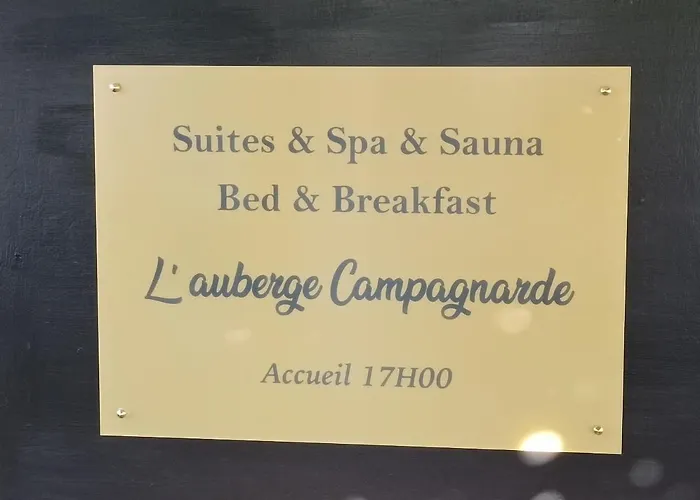 Suites & Spa & Sauna
Bed & Breakfast
L'auberge Campagnarde
Accueil 17H00